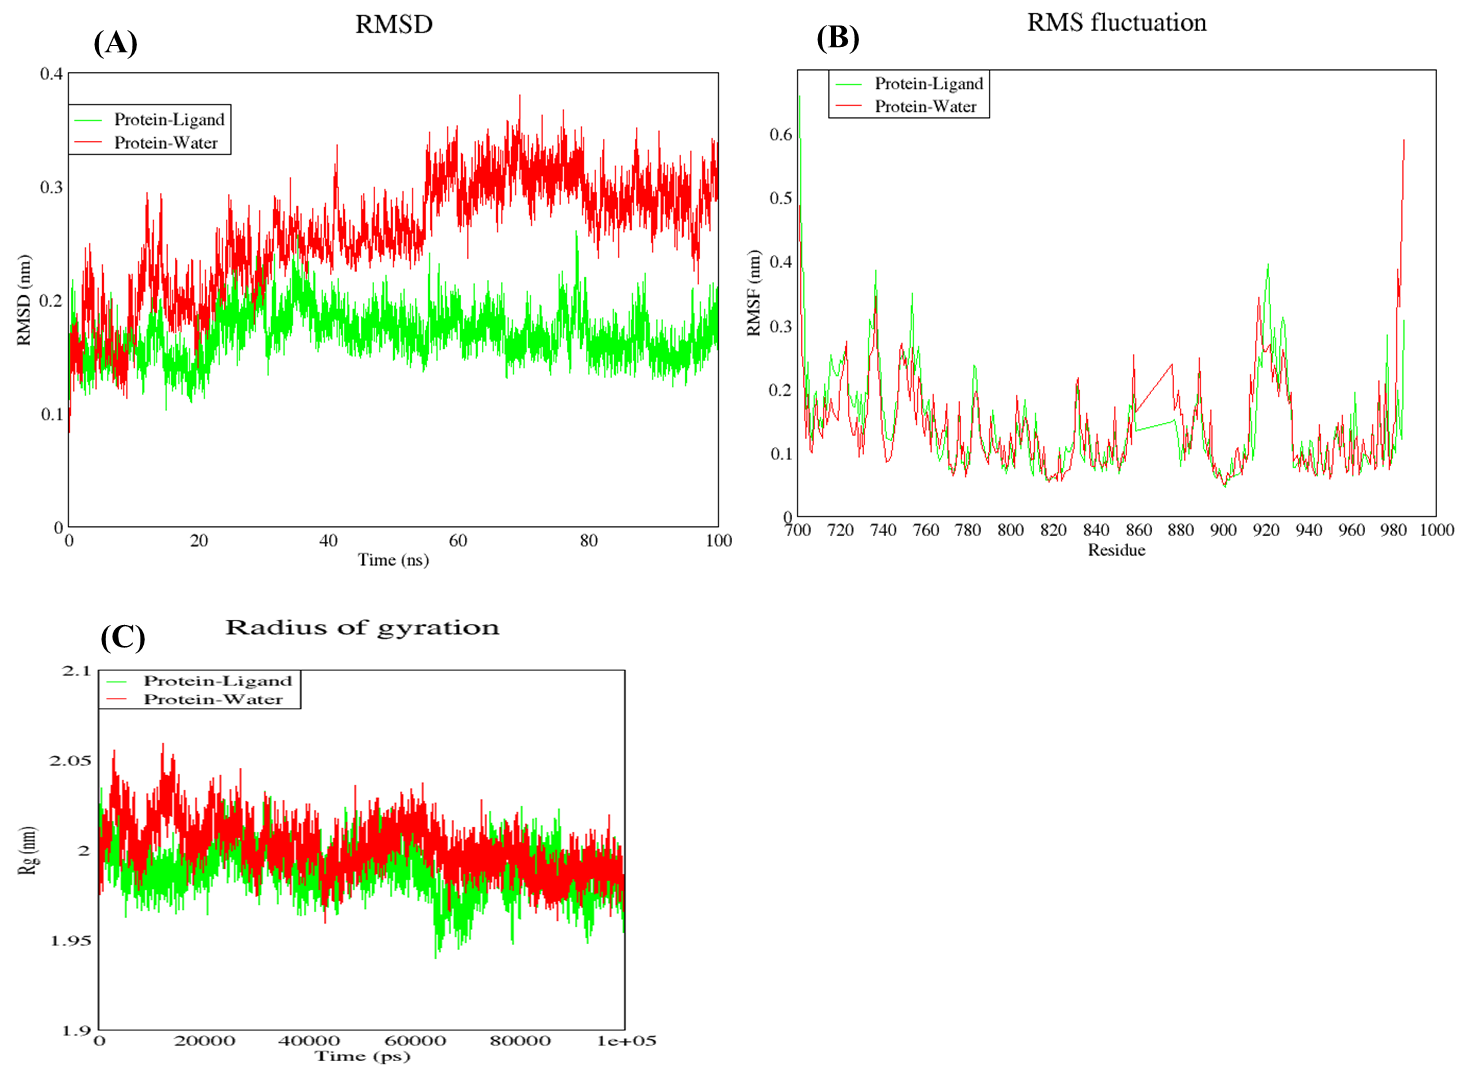 (A)
RMSD
0.4
0.3
0.2
0.1
0
RMSD (nm)
Protein-Ligand
Protein-Water
0 20 40 60 80 100
Time (ns)
(B)
RMS fluctuation
0.6
0.5
0.4
0.3
0.2
0.1
0
RMSF (nm)
Protein-Ligand
Protein-Water
700 720 740 760 780 800 820 840 860 880 900 920 940 960 980 1000
Residue
(C)
Radius of gyration
2.1
2.05
2
1.95
1.9
Rg (nm)
Protein-Ligand
Protein-Water
0 20000 40000 60000 80000 1e+05
Time (ps)